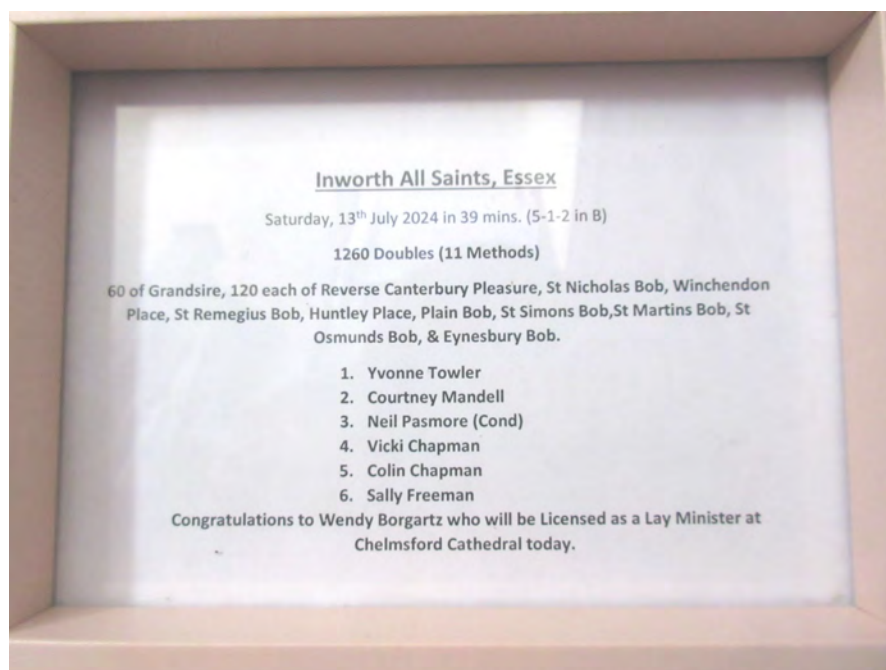 Inworth All Saints, Essex
Saturday, 13th July 2024 in 39 mins. (5-1-2 in B)
1260 Doubles (11 Methods)
60 of Grandsire, 120 each of Reverse Canterbury Pleasure, St Nicholas Bob, Winchendon
Place, St Remegius Bob, Huntley Place, Plain Bob, St Simons Bob,St Martins Bob, St
Osmunds Bob, & Eynesbury Bob.
1. Yvonne Towler
2. Courtney Mandell
3. Neil Pasmore (Cond)
4. Vicki Chapman
5. Colin Chapman
6. Sally Freeman
Congratulations to Wendy Borgartz who will be Licensed as a Lay Minister at
Chelmsford Cathedral today.